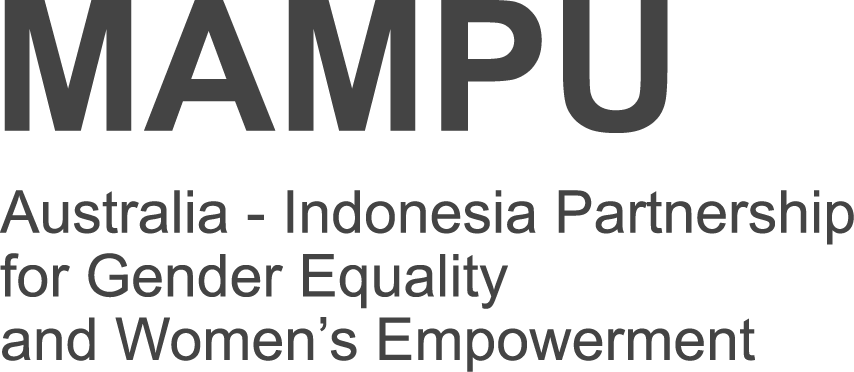 MAMPU
Australia - Indonesia Partnership
for Gender Equality
and Women’s Empowerment